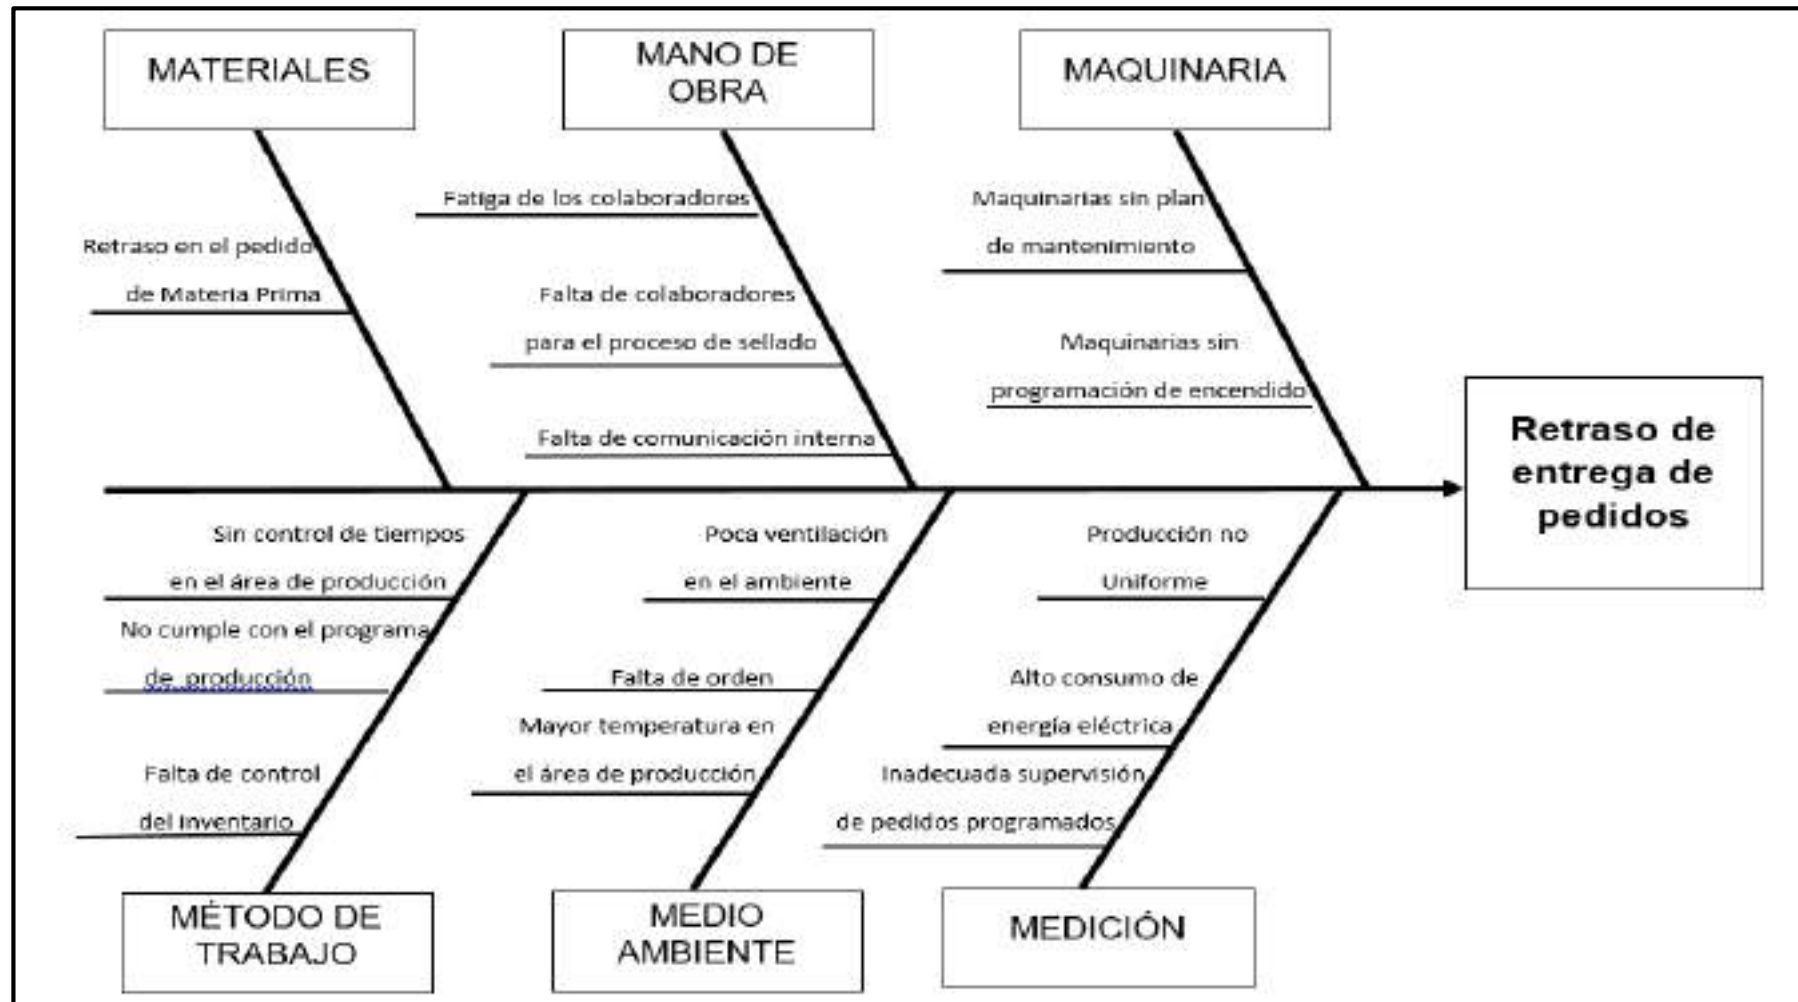 MATERIALES
MANO DE
OBRA
MAQUINARIA
Retraso en el pedido
de Materia Prima
Fatiga de los colaboradores
Falta de colaboradores
para el proceso de sellado
Falta de comunicación interna
Maquinarias sin plan
de mantenimiento
Maquinarias sin
programación de encendido
Retraso de
entrega de
pedidos
Sin control de tiempos
en el área de producción
No cumple con el programa
de producción
Falta de control
del inventario
Poca ventilación
en el ambiente
Falta de orden
Mayor temperatura en
el área de producción
Producción no
Uniforme
Alto consumo de
energía eléctrica
Inadecuada supervisión
de pedidos programados
MÉTODO DE
TRABAJO
MEDIO
AMBIENTE
MEDICIÓN